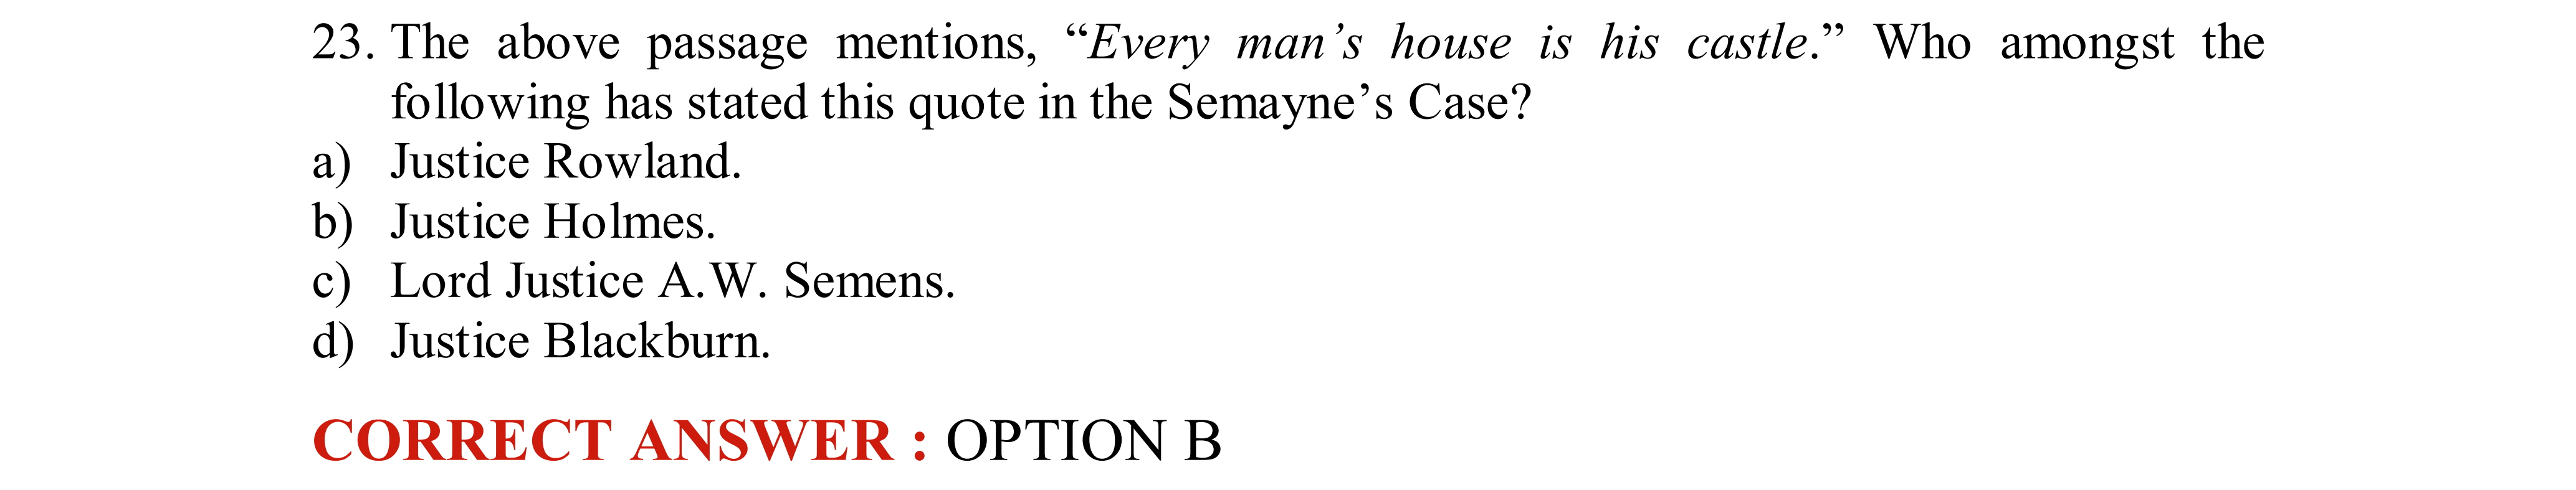 23. The above passage mentions, “Every man’s house is his castle.” Who amongst the
following has stated this quote in the Semayne’s Case?
a) Justice Rowland.
b) Justice Holmes.
c) Lord Justice A.W. Semens.
d) Justice Blackburn.
CORRECT ANSWER : OPTION B